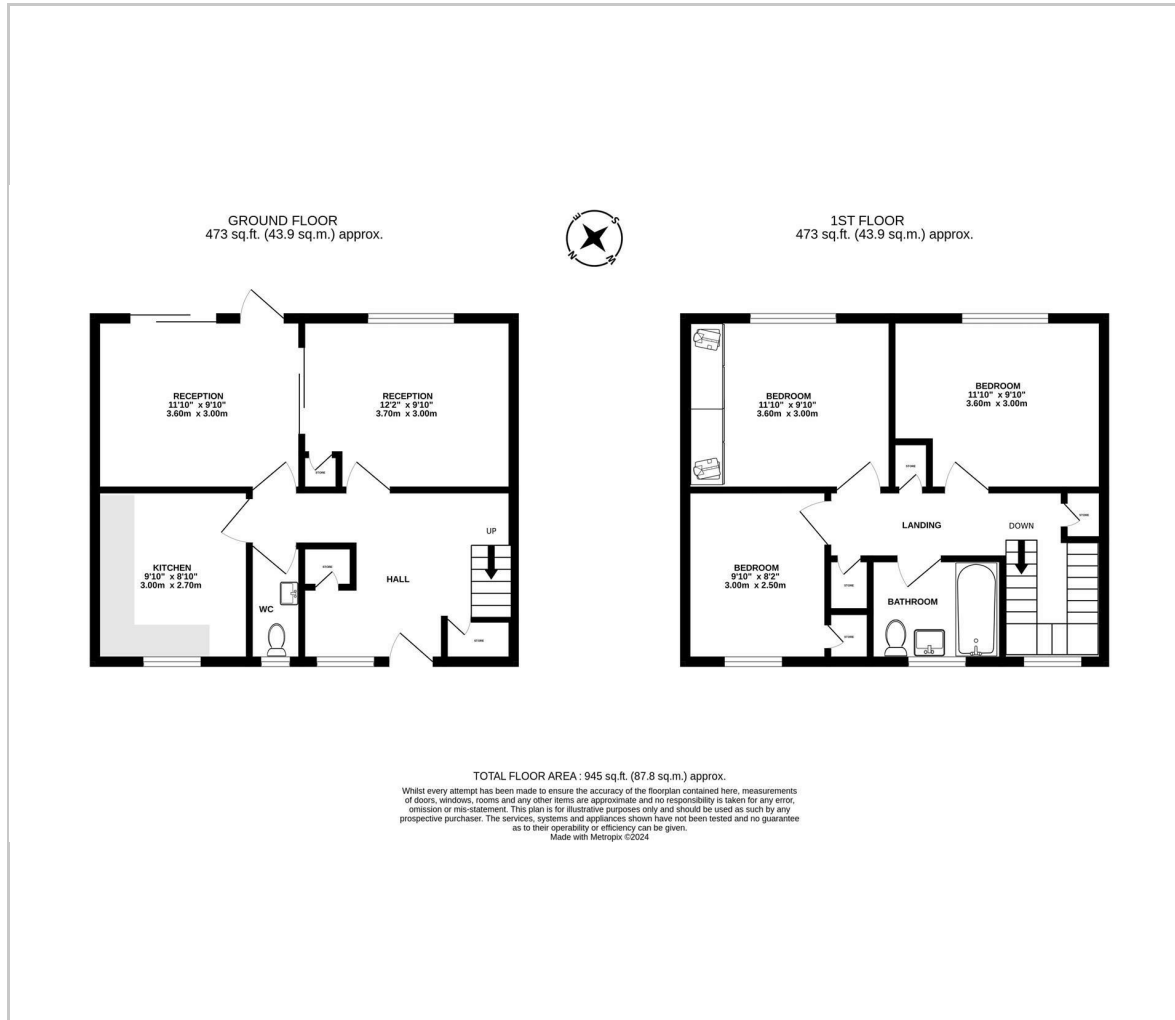 GROUND FLOOR
473 sq.ft. (43.9 sq.m.) approx.
N
E
S
W
1ST FLOOR
473 sq.ft. (43.9 sq.m.) approx.
RECEPTION
11'10" x 9'10"
3.60m x 3.00m
RECEPTION
12'2" x 9'10"
3.70m x 3.00m
STORE
KITCHEN
9'10" x 8'10"
3.00m x 2.70m
WC
STORE
HALL
UP
STORE
BEDROOM
11'10" x 9'10"
3.60m x 3.00m
BEDROOM
11'10" x 9'10"
3.60m x 3.00m
STORE
LANDING
DOWN
STORE
BEDROOM
9'10" x 8'2"
3.00m x 2.50m
STORE
BATHROOM
STORE
TOTAL FLOOR AREA : 945 sq.ft. (87.8 sq.m.) approx.
Whilst every attempt has been made to ensure the accuracy of the floorplan contained here, measurements
of doors, windows, rooms and any other items are approximate and no responsibility is taken for any error,
omission or mis-statement. This plan is for illustrative purposes only and should be used as such by any
prospective purchaser. The services, systems and appliances shown have not been tested and no guarantee
as to their operability or efficiency can be given.
Made with Metropix ©2024